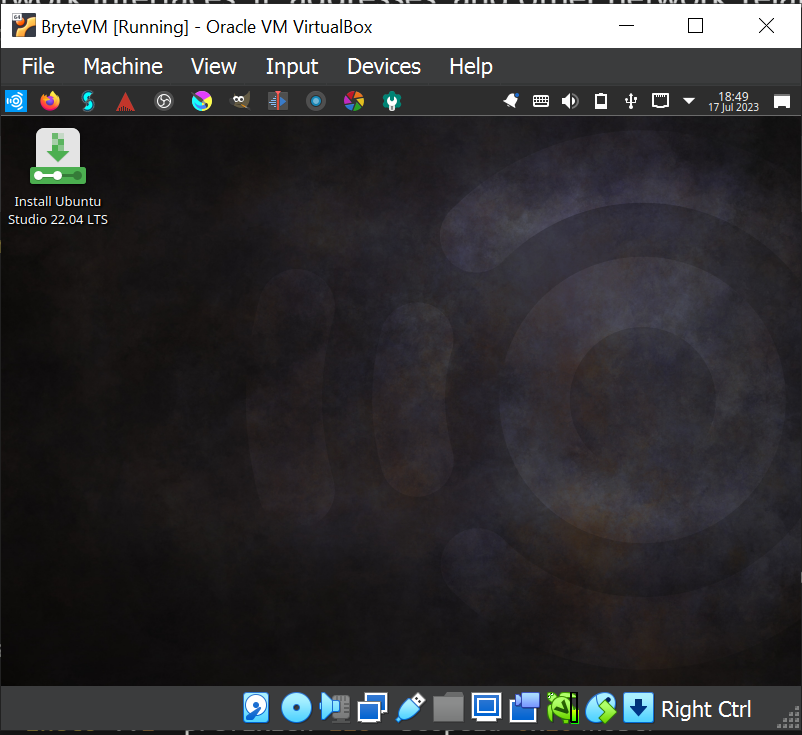 BryteVM [Running] - Oracle VM VirtualBox
File Machine View Input Devices Help
18:49
17 Jul 2023
Install Ubuntu
Studio 22.04 LTS
Right Ctrl